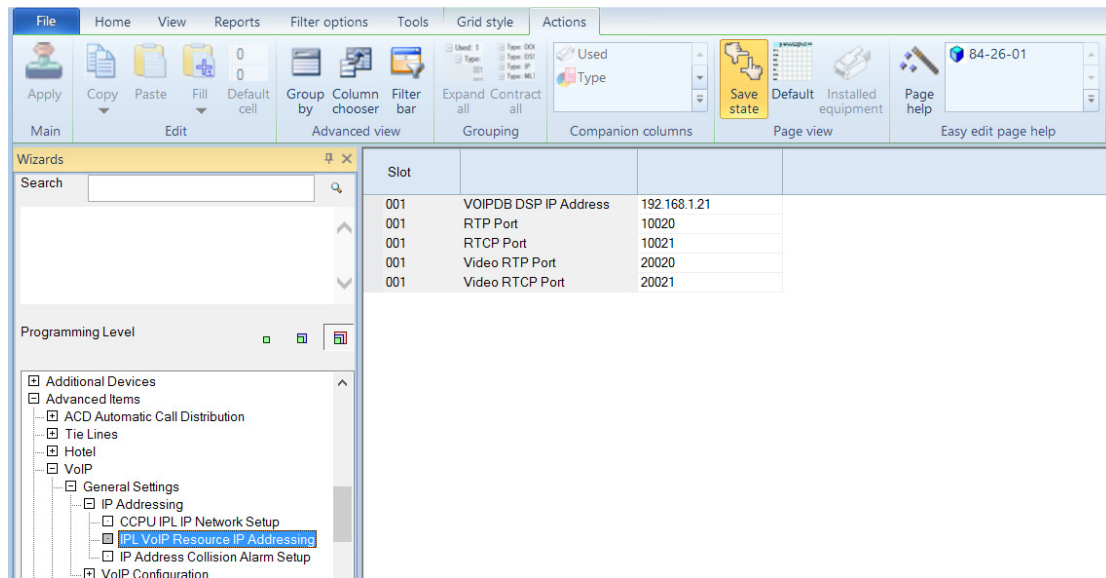 File Home View Reports Filter options Tools Grid style Actions
Used
Type
0
0
84-26-01
Apply Copy Paste Fill Default cell Group by Column chooser Filter bar Expand all Contract all Save state Default Installed equipment Page help
Main Edit Advanced view Grouping Companion columns Page view Easy edit page help
Wizards
Search
Programming Level
Additional Devices
Advanced Items
ACD Automatic Call Distribution
Tie Lines
Hotel
VoIP
General Settings
IP Addressing
CCPU IPL IP Network Setup
IPL VoIP Resource IP Addressing
IP Address Collision Alarm Setup
VoIP Configuration
Slot
001 VOIPDB DSP IP Address 192.168.1.21
001 RTP Port 10020
001 RTCP Port 10021
001 Video RTP Port 20020
001 Video RTCP Port 20021